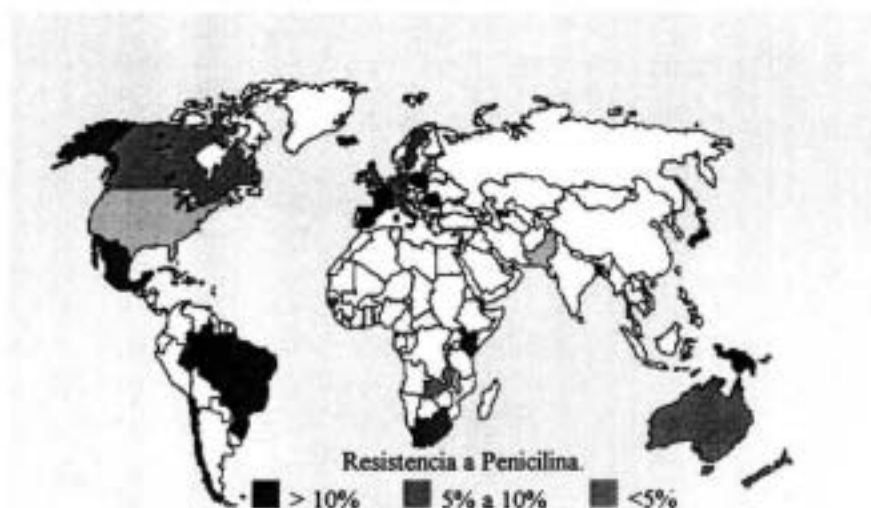 Resistencia a Penicilina.
> 10% 5% a 10% <5%